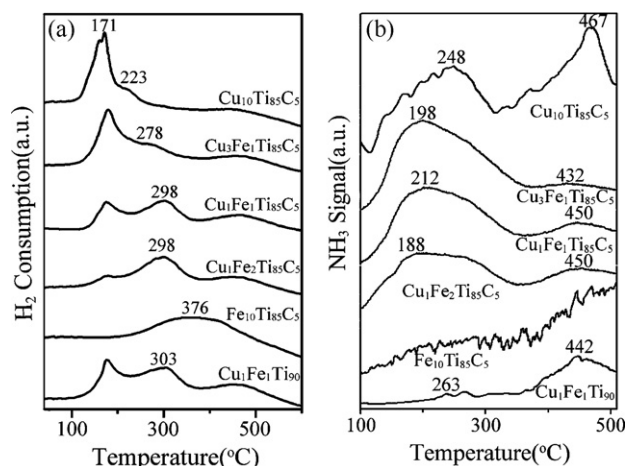 (a)
171
223
Cu₁₀Ti₈₅C₅
278
Cu₃Fe₁Ti₈₅C₅
298
Cu₁Fe₁Ti₈₅C₅
298
Cu₁Fe₂Ti₈₅C₅
376
Fe₁₀Ti₈₅C₅
303
Cu₁Fe₁Ti₉₀
H₂ Consumption(a.u.)
100
300
500
Temperature(°C)
(b)
467
248
Cu₁₀Ti₈₅C₅
198
432
Cu₃Fe₁Ti₈₅C₅
212
450
Cu₁Fe₁Ti₈₅C₅
188
450
Cu₁Fe₂Ti₈₅C₅
Fe₁₀Ti₈₅C₅
442
263
Cu₁Fe₁Ti₉₀
NH₃ Signal(a.u.)
100
200
300
400
500
Temperature(°C)